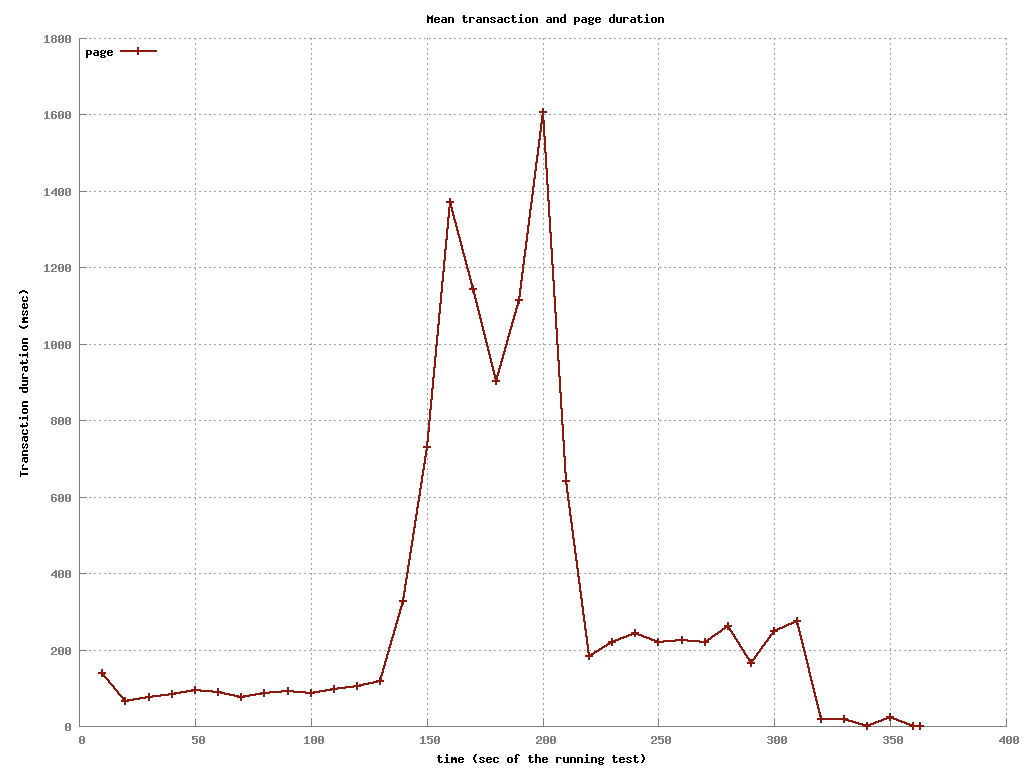 Mean transaction and page duration
page
Transaction duration (msec)
1800
1600
1400
1200
1000
800
600
400
200
0
0 50 100 150 200 250 300 350 400
time (sec of the running test)